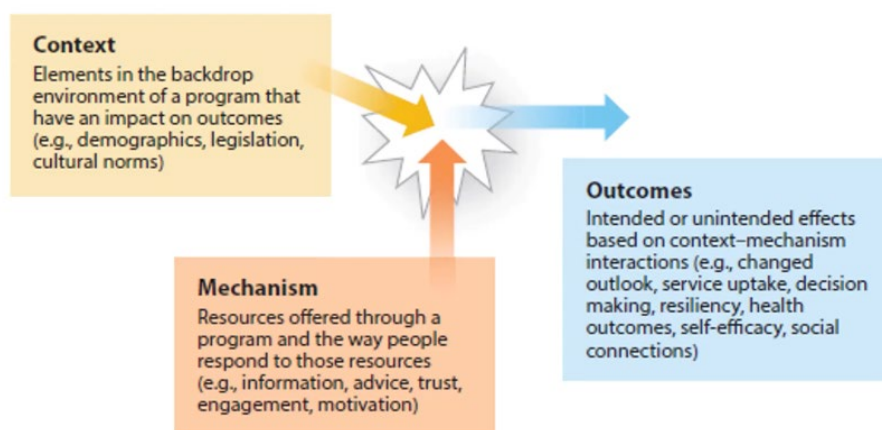 Context
Elements in the backdrop
environment of a program that
have an impact on outcomes
(e.g., demographics, legislation,
cultural norms)
Mechanism
Resources offered through a
program and the way people
respond to those resources
(e.g., information, advice, trust,
engagement, motivation)
Outcomes
Intended or unintended effects
based on context–mechanism
interactions (e.g., changed
outlook, service uptake, decision
making, resiliency, health
outcomes, self-efficacy, social
connections)